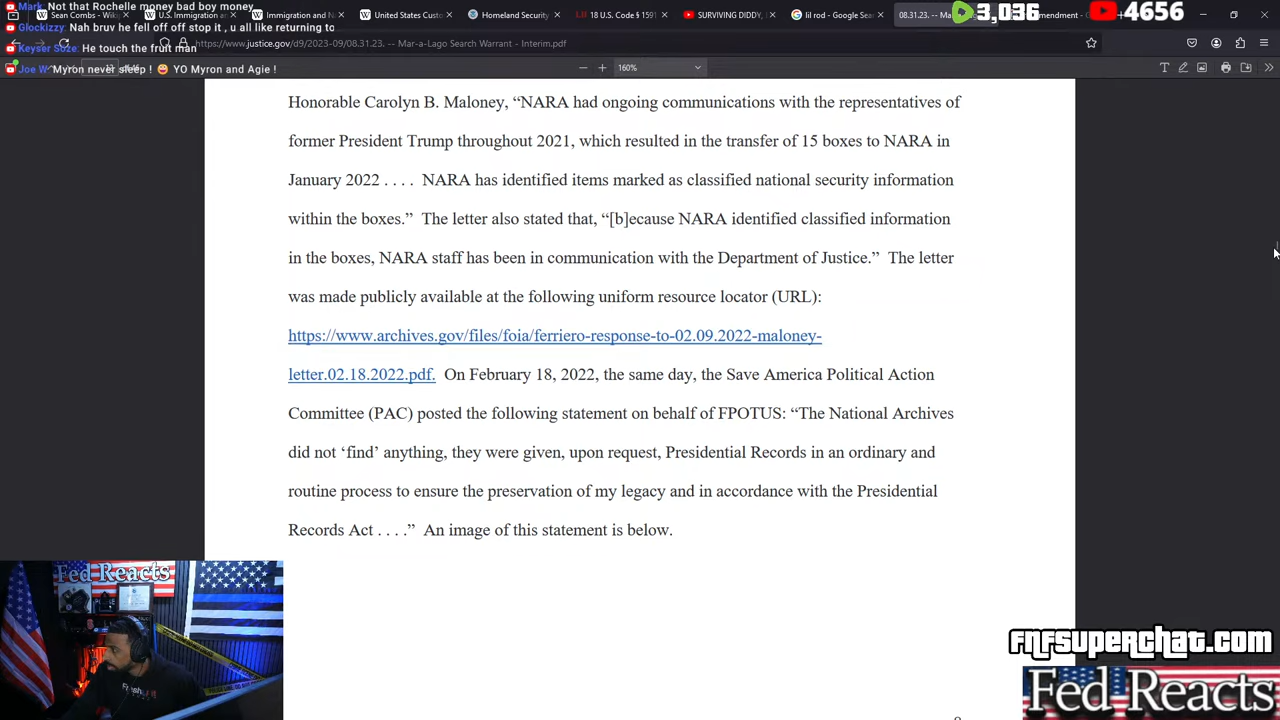 Mark: Not that Rochelle money bad boy money
Glockizzy: Nah bruv he fell off off stop it , u all like returning to
Keyser Soze: He touch the fruit man
Joe W: Myron never sleep ! 😄 YO Myron and Agie !
Sean Combs - Wiki
U.S. Immigration a
Immigration and N
United States Cust
Homeland Security
18 U.S. Code § 1591
SURVIVING DIDDY
lil rod - Google Sea
08.31.23. -- Mar-a-Lag
mendment -
3,036
4656
https://www.justice.gov/d9/2023-09/08.31.23. -- Mar-a-Lago Search Warrant - Interim.pdf
160%
Honorable Carolyn B. Maloney, “NARA had ongoing communications with the representatives of
former President Trump throughout 2021, which resulted in the transfer of 15 boxes to NARA in
January 2022 . . . .  NARA has identified items marked as classified national security information
within the boxes.”  The letter also stated that, “[b]ecause NARA identified classified information
in the boxes, NARA staff has been in communication with the Department of Justice.”  The letter
was made publicly available at the following uniform resource locator (URL):
https://www.archives.gov/files/foia/ferriero-response-to-02.09.2022-maloney-
letter.02.18.2022.pdf.  On February 18, 2022, the same day, the Save America Political Action
Committee (PAC) posted the following statement on behalf of FPOTUS: “The National Archives
did not ‘find’ anything, they were given, upon request, Presidential Records in an ordinary and
routine process to ensure the preservation of my legacy and in accordance with the Presidential
Records Act . . . .”  An image of this statement is below.
Fed Reacts
FNFSUPERCHAT.COM
Fed Reacts